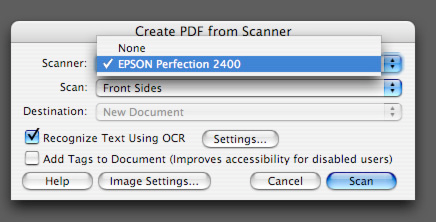 Create PDF from Scanner
None
Scanner: ✓ EPSON Perfection 2400
Scan: Front Sides
Destination: New Document
Recognize Text Using OCR Settings...
Add Tags to Document (Improves accessibility for disabled users)
Help Image Settings... Cancel Scan